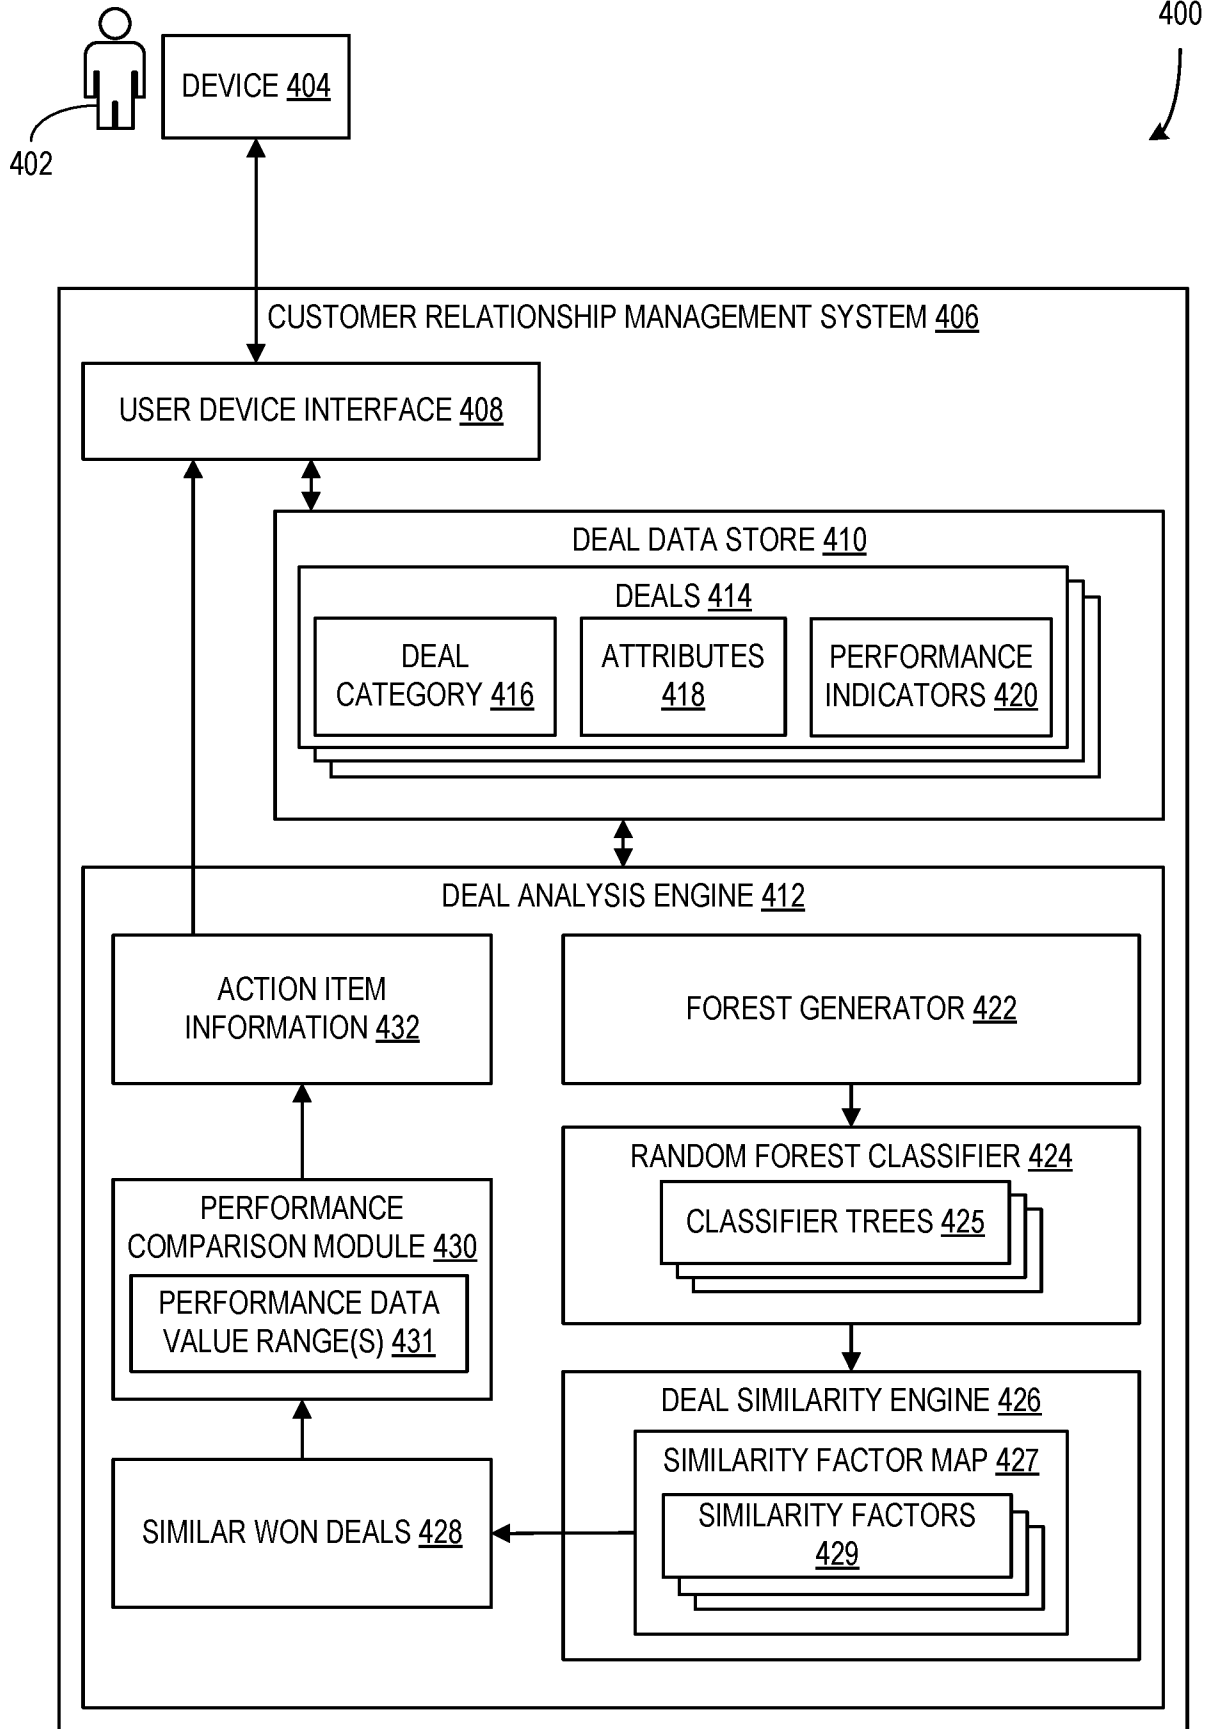 400
DEVICE 404
402
CUSTOMER RELATIONSHIP MANAGEMENT SYSTEM 406
USER DEVICE INTERFACE 408
DEAL DATA STORE 410
DEALS 414
DEAL
CATEGORY 416
ATTRIBUTES
418
PERFORMANCE
INDICATORS 420
DEAL ANALYSIS ENGINE 412
ACTION ITEM
INFORMATION 432
FOREST GENERATOR 422
RANDOM FOREST CLASSIFIER 424
CLASSIFIER TREES 425
PERFORMANCE
COMPARISON MODULE 430
PERFORMANCE DATA
VALUE RANGE(S) 431
DEAL SIMILARITY ENGINE 426
SIMILARITY FACTOR MAP 427
SIMILARITY FACTORS
429
SIMILAR WON DEALS 428